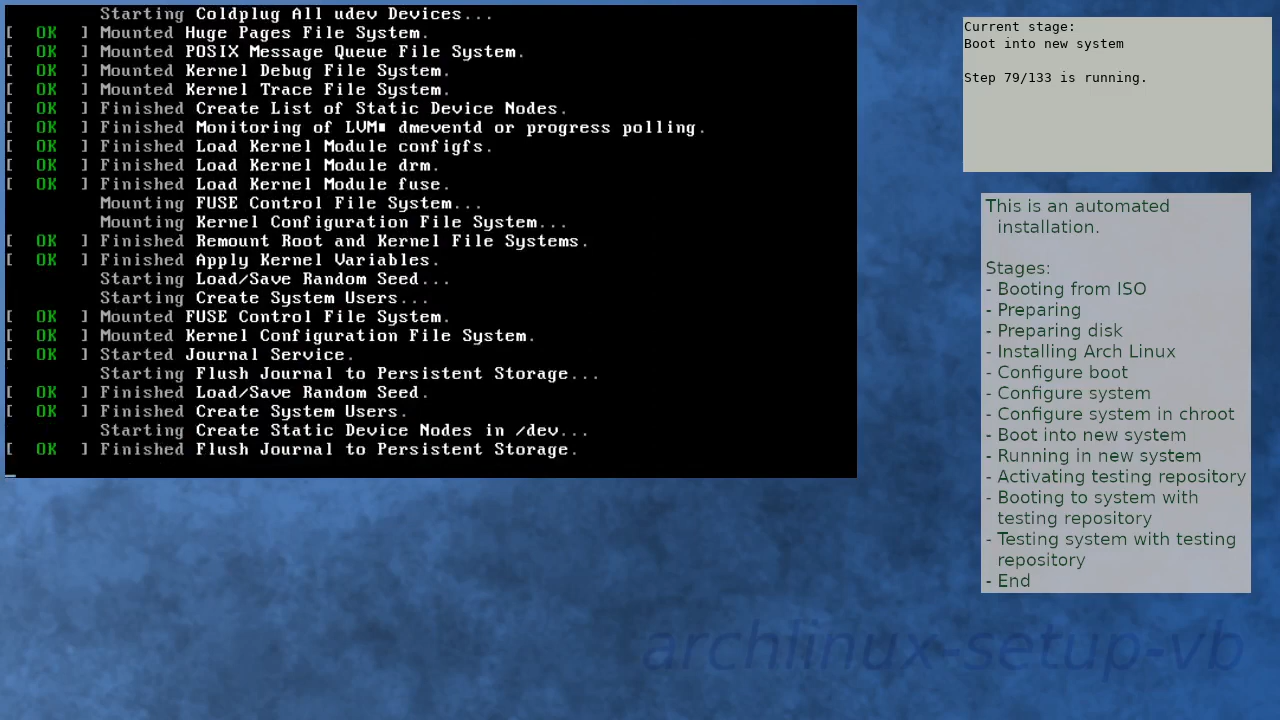 Starting Coldplug All udev Devices...
[  OK  ] Mounted Huge Pages File System.
[  OK  ] Mounted POSIX Message Queue File System.
[  OK  ] Mounted Kernel Debug File System.
[  OK  ] Mounted Kernel Trace File System.
[  OK  ] Finished Create List of Static Device Nodes.
[  OK  ] Finished Monitoring of LVM■ dmeventd or progress polling.
[  OK  ] Finished Load Kernel Module configfs.
[  OK  ] Finished Load Kernel Module drm.
[  OK  ] Finished Load Kernel Module fuse.
Mounting FUSE Control File System...
Mounting Kernel Configuration File System...
[  OK  ] Finished Remount Root and Kernel File Systems.
[  OK  ] Finished Apply Kernel Variables.
Starting Load/Save Random Seed...
Starting Create System Users...
[  OK  ] Mounted FUSE Control File System.
[  OK  ] Mounted Kernel Configuration File System.
[  OK  ] Started Journal Service.
Starting Flush Journal to Persistent Storage...
[  OK  ] Finished Load/Save Random Seed.
[  OK  ] Finished Create System Users.
Starting Create Static Device Nodes in /dev...
[  OK  ] Finished Flush Journal to Persistent Storage.
_
Current stage:
Boot into new system
Step 79/133 is running.
This is an automated
installation.
Stages:
- Booting from ISO
- Preparing
- Preparing disk
- Installing Arch Linux
- Configure boot
- Configure system
- Configure system in chroot
- Boot into new system
- Running in new system
- Activating testing repository
- Booting to system with
testing repository
- Testing system with testing
repository
- End
archlinux-setup-vb